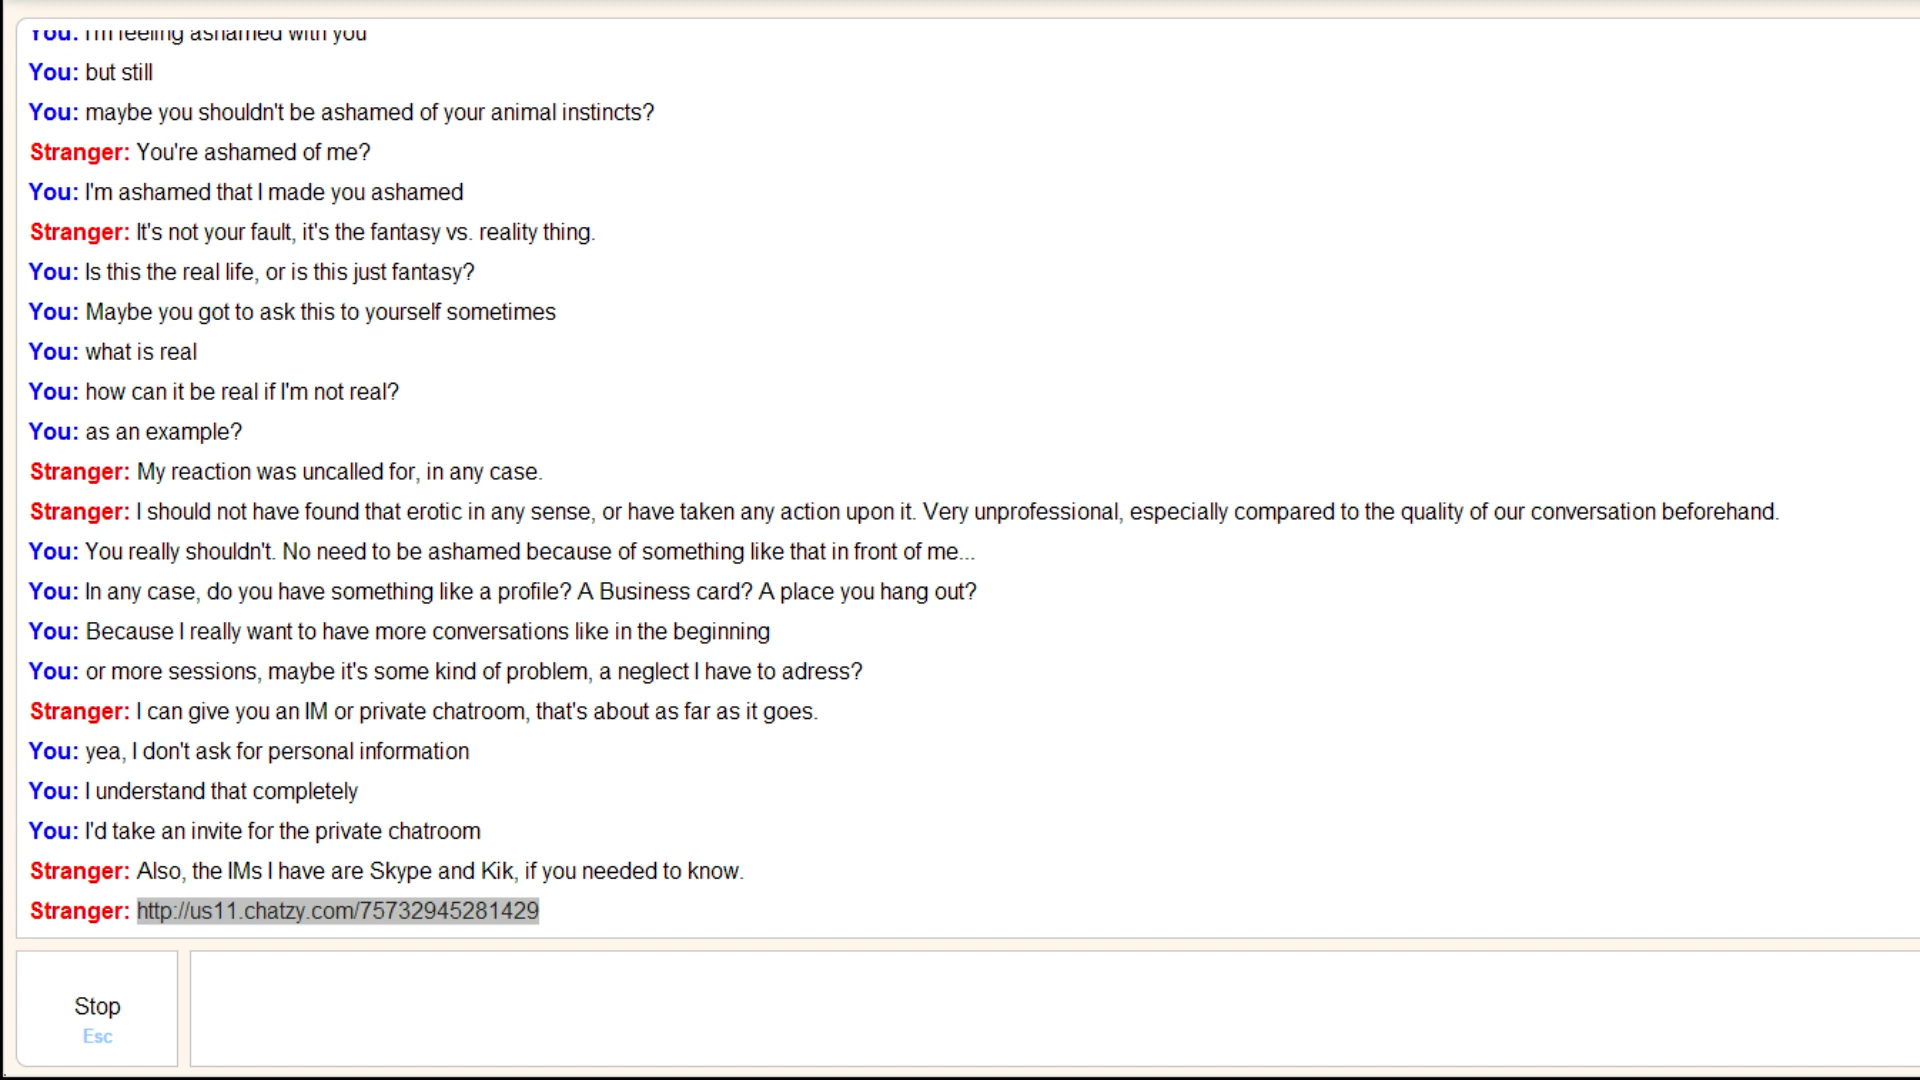 You: I'm feeling ashamed with you
You: but still
You: maybe you shouldn't be ashamed of your animal instincts?
Stranger: You're ashamed of me?
You: I'm ashamed that I made you ashamed
Stranger: It's not your fault, it's the fantasy vs. reality thing.
You: Is this the real life, or is this just fantasy?
You: Maybe you got to ask this to yourself sometimes
You: what is real
You: how can it be real if I'm not real?
You: as an example?
Stranger: My reaction was uncalled for, in any case.
Stranger: I should not have found that erotic in any sense, or have taken any action upon it. Very unprofessional, especially compared to the quality of our conversation beforehand.
You: You really shouldn't. No need to be ashamed because of something like that in front of me...
You: In any case, do you have something like a profile? A Business card? A place you hang out?
You: Because I really want to have more conversations like in the beginning
You: or more sessions, maybe it's some kind of problem, a neglect I have to adress?
Stranger: I can give you an IM or private chatroom, that's about as far as it goes.
You: yea, I don't ask for personal information
You: I understand that completely
You: I'd take an invite for the private chatroom
Stranger: Also, the IMs I have are Skype and Kik, if you needed to know.
Stranger: http://us11.chatzy.com/75732945281429
Stop
Esc